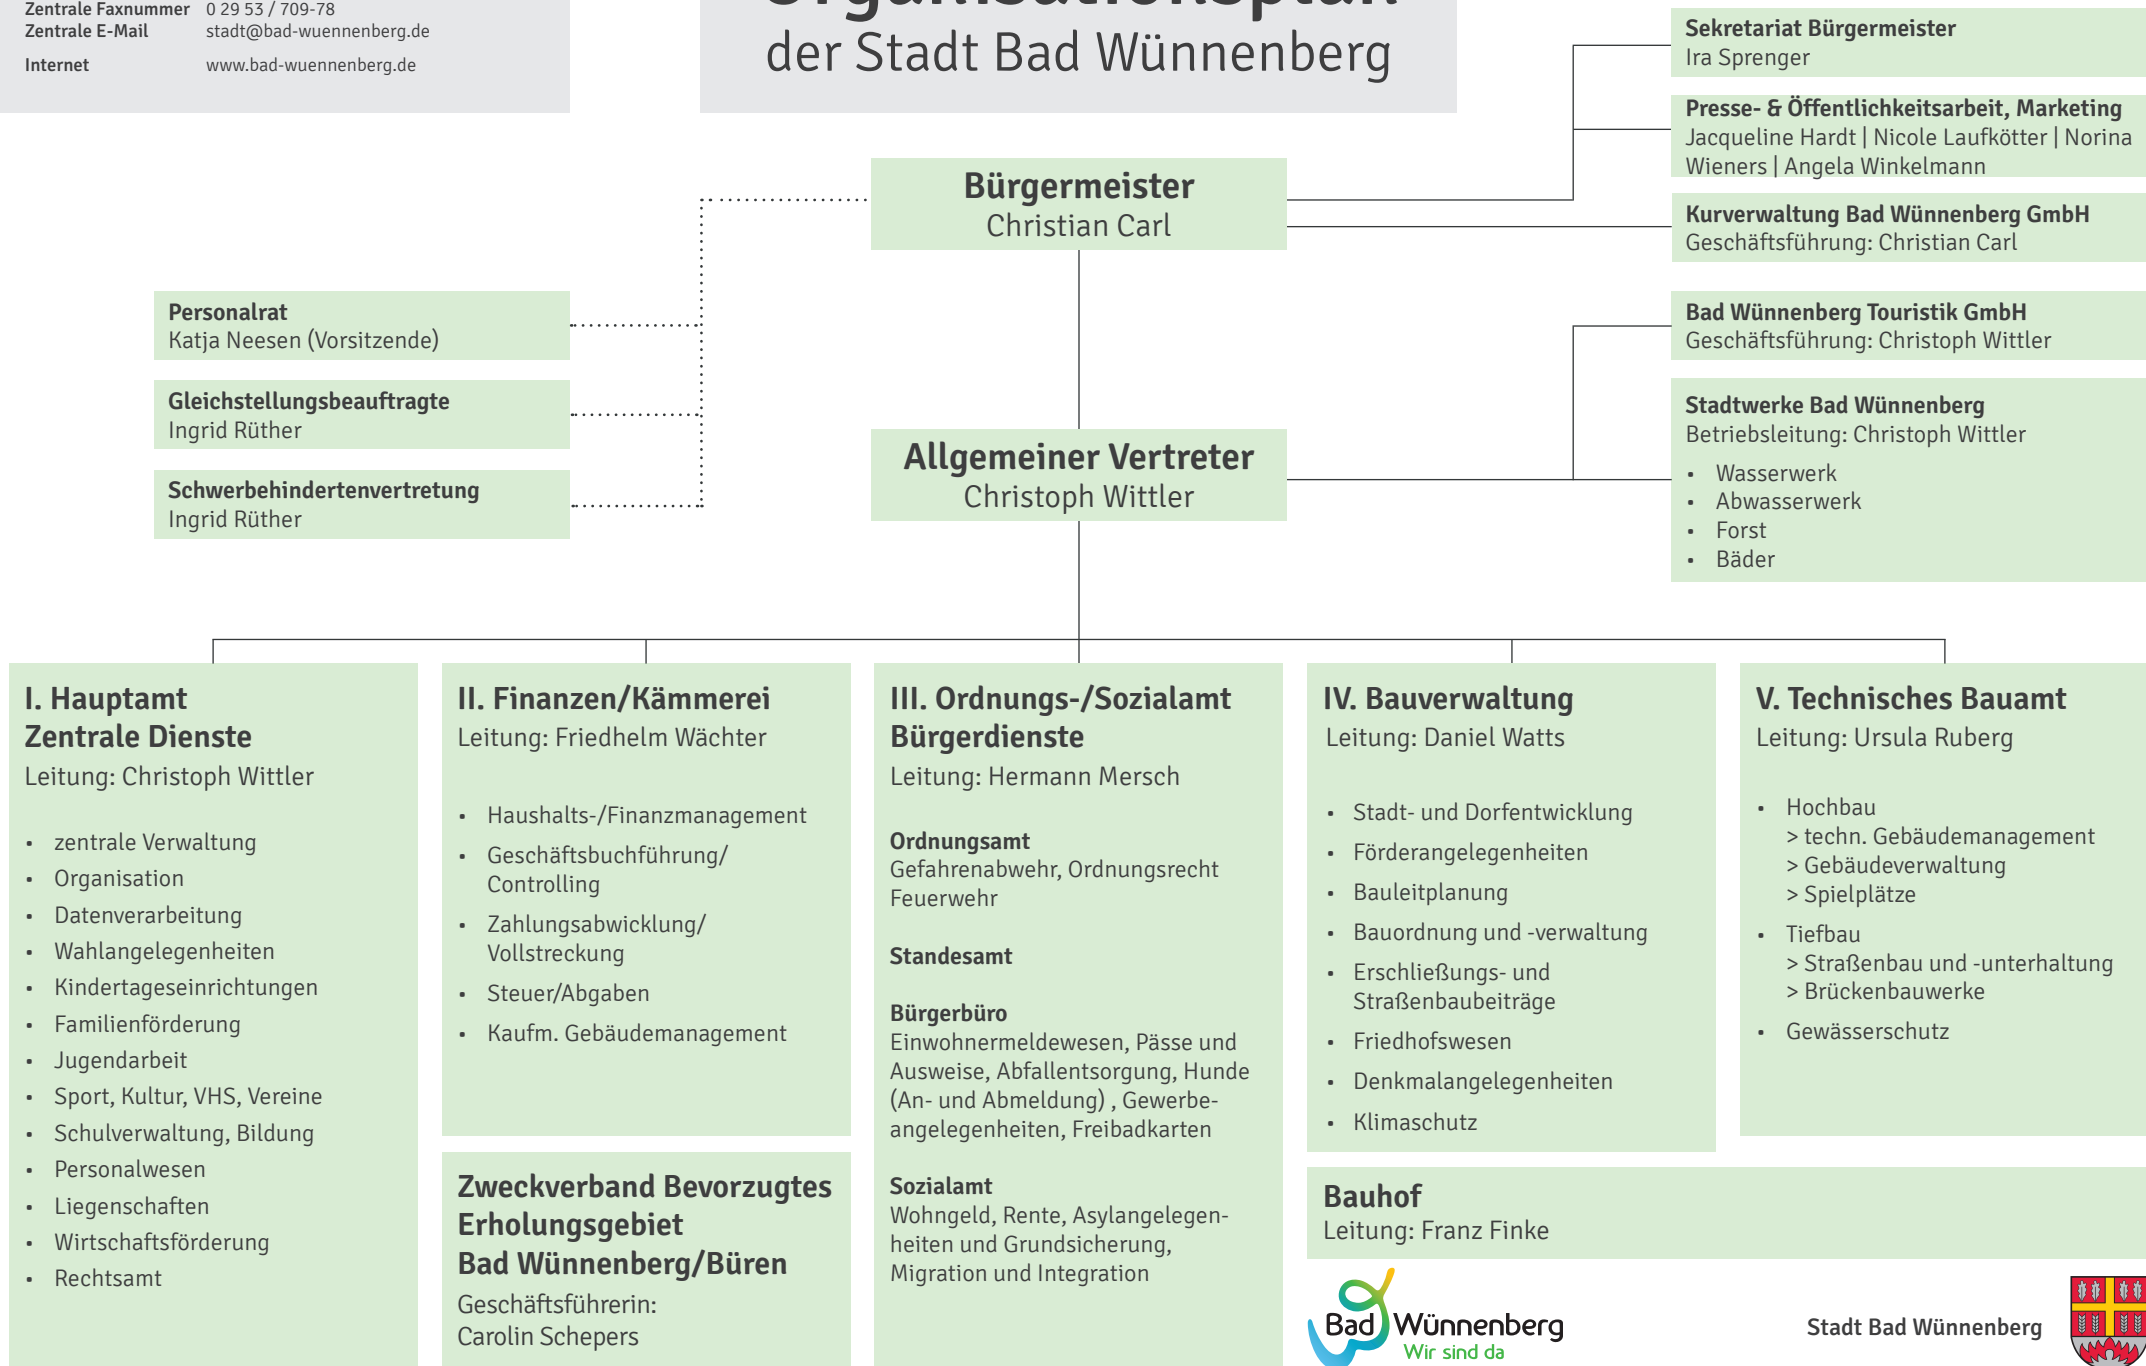 Zentrale Faxnummer 0 29 53 / 709-78
Zentrale E-Mail stadt@bad-wuennenberg.de
Internet www.bad-wuennenberg.de
Organisationsplan
der Stadt Bad Wünnenberg
Sekretariat Bürgermeister
Ira Sprenger
Presse- & Öffentlichkeitsarbeit, Marketing
Jacqueline Hardt | Nicole Laufkötter | Norina
Wieners | Angela Winkelmann
Bürgermeister
Christian Carl
Kurverwaltung Bad Wünnenberg GmbH
Geschäftsführung: Christian Carl
Personalrat
Katja Neesen (Vorsitzende)
Bad Wünnenberg Touristik GmbH
Geschäftsführung: Christoph Wittler
Gleichstellungsbeauftragte
Ingrid Rüther
Schwerbehindertenvertretung
Ingrid Rüther
Allgemeiner Vertreter
Christoph Wittler
Stadtwerke Bad Wünnenberg
Betriebsleitung: Christoph Wittler
• Wasserwerk
• Abwasserwerk
• Forst
• Bäder
I. Hauptamt
Zentrale Dienste
Leitung: Christoph Wittler
• zentrale Verwaltung
• Organisation
• Datenverarbeitung
• Wahlangelegenheiten
• Kindertageseinrichtungen
• Familienförderung
• Jugendarbeit
• Sport, Kultur, VHS, Vereine
• Schulverwaltung, Bildung
• Personalwesen
• Liegenschaften
• Wirtschaftsförderung
• Rechtsamt
II. Finanzen/Kämmerei
Leitung: Friedhelm Wächter
• Haushalts-/Finanzmanagement
• Geschäftsbuchführung/
Controlling
• Zahlungsabwicklung/
Vollstreckung
• Steuer/Abgaben
• Kaufm. Gebäudemanagement
Zweckverband Bevorzugtes
Erholungsgebiet
Bad Wünnenberg/Büren
Geschäftsführerin:
Carolin Schepers
III. Ordnungs-/Sozialamt
Bürgerdienste
Leitung: Hermann Mersch
Ordnungsamt
Gefahrenabwehr, Ordnungsrecht
Feuerwehr
Standesamt
Bürgerbüro
Einwohnermeldewesen, Pässe und
Ausweise, Abfallentsorgung, Hunde
(An- und Abmeldung) , Gewerbe-
angelegenheiten, Freibadkarten
Sozialamt
Wohngeld, Rente, Asylangelegen-
heiten und Grundsicherung,
Migration und Integration
IV. Bauverwaltung
Leitung: Daniel Watts
• Stadt- und Dorfentwicklung
• Förderangelegenheiten
• Bauleitplanung
• Bauordnung und -verwaltung
• Erschließungs- und
Straßenbaubeiträge
• Friedhofswesen
• Denkmalangelegenheiten
• Klimaschutz
V. Technisches Bauamt
Leitung: Ursula Ruberg
• Hochbau
> techn. Gebäudemanagement
> Gebäudeverwaltung
> Spielplätze
• Tiefbau
> Straßenbau und -unterhaltung
> Brückenbauwerke
• Gewässerschutz
Bauhof
Leitung: Franz Finke
Bad Wünnenberg
Wir sind da
Stadt Bad Wünnenberg